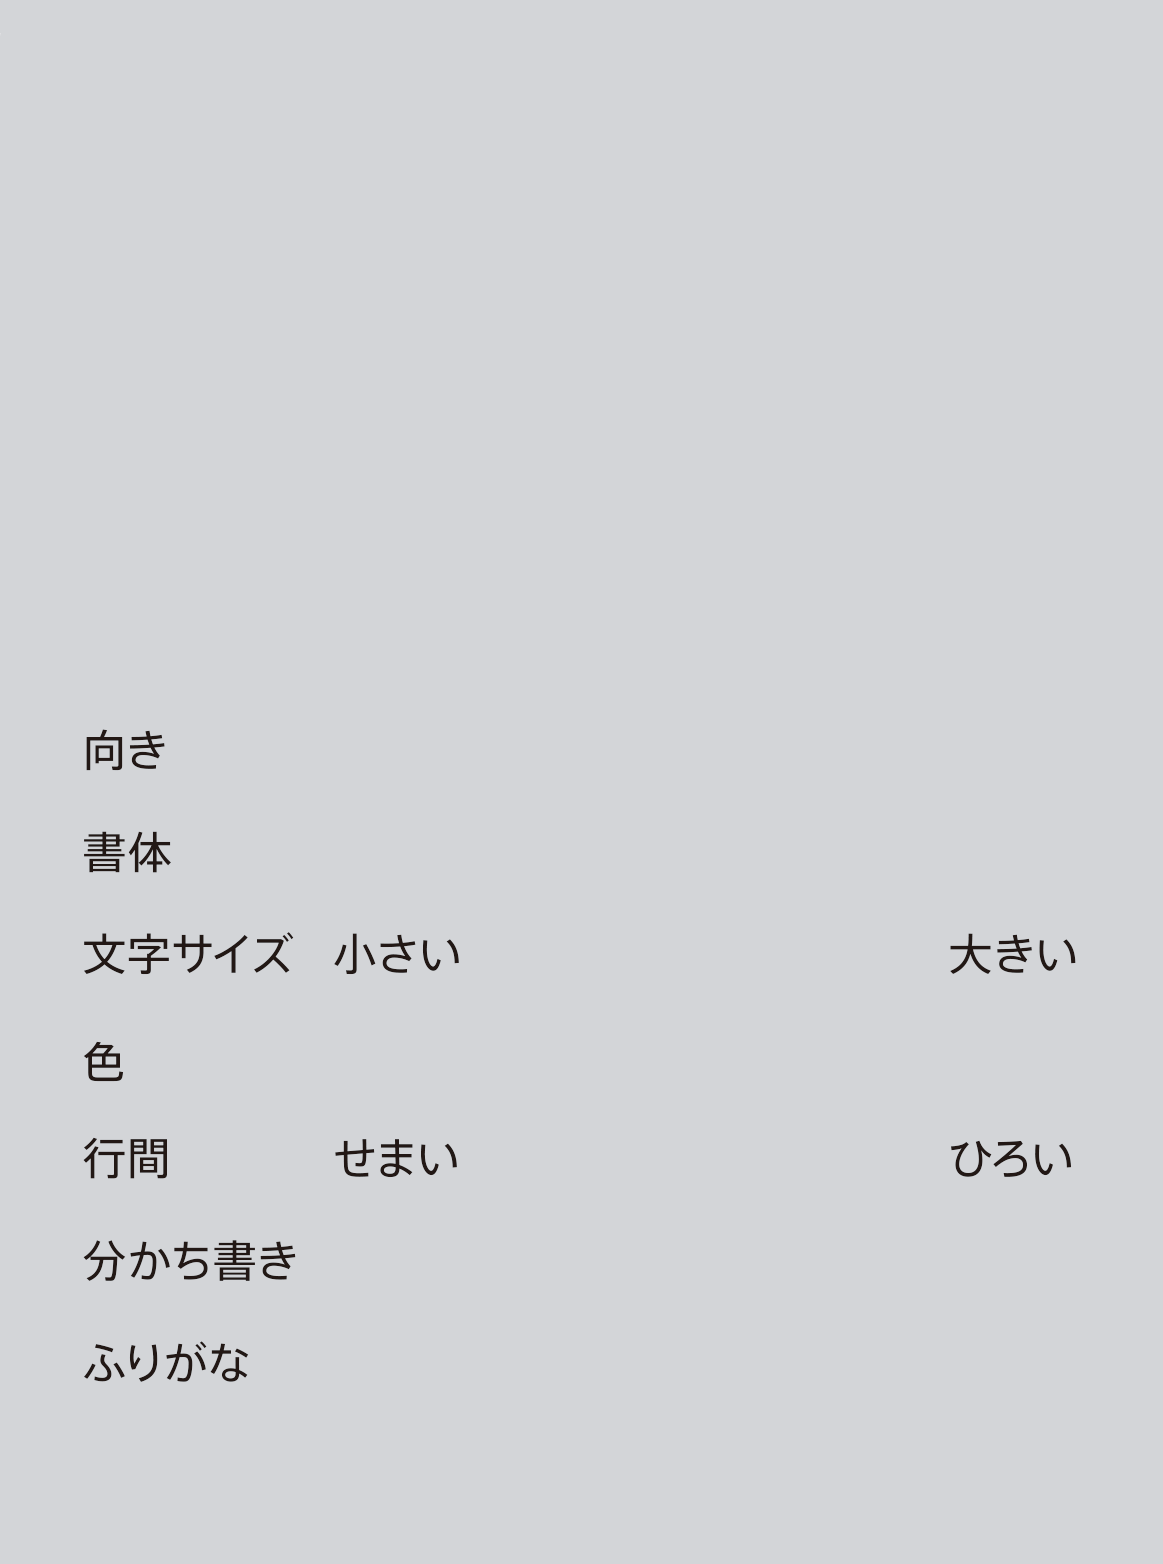 向き
書体
文字サイズ 小さい 大きい
色
行間 せまい ひろい
分かち書き
ふりがな